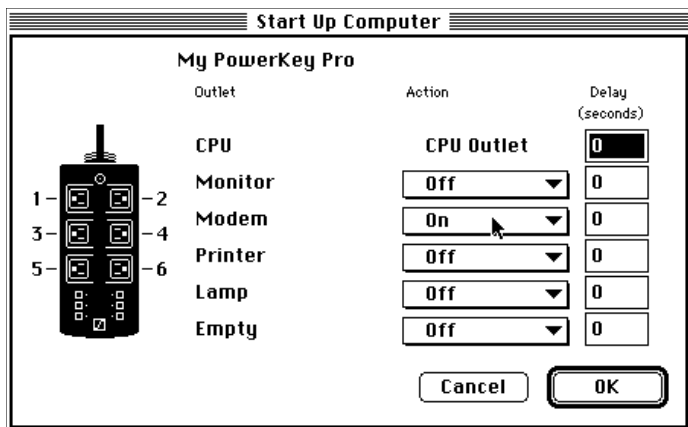 Start Up Computer
My PowerKey Pro
Outlet Action Delay (seconds)
CPU CPU Outlet 0
Monitor Off 0
1 2 Modem On 0
3 4 Printer Off 0
5 6 Lamp Off 0
Empty Off 0
Cancel OK